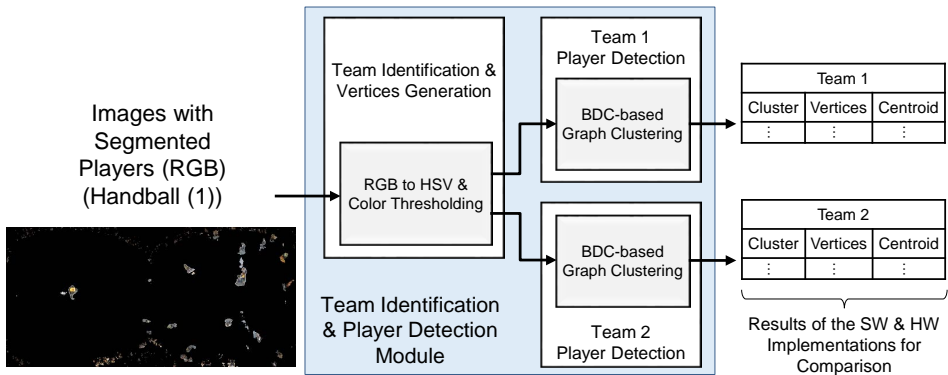 Images with
Segmented
Players (RGB)
(Handball (1))
Team Identification &
Vertices Generation
RGB to HSV &
Color Thresholding
Team Identification
& Player Detection
Module
Team 1
Player Detection
BDC-based
Graph Clustering
BDC-based
Graph Clustering
Team 2
Player Detection
Team 1
Cluster Vertices Centroid
⋮ ⋮ ⋮
Team 2
Cluster Vertices Centroid
⋮ ⋮ ⋮
Results of the SW & HW
Implementations for
Comparison